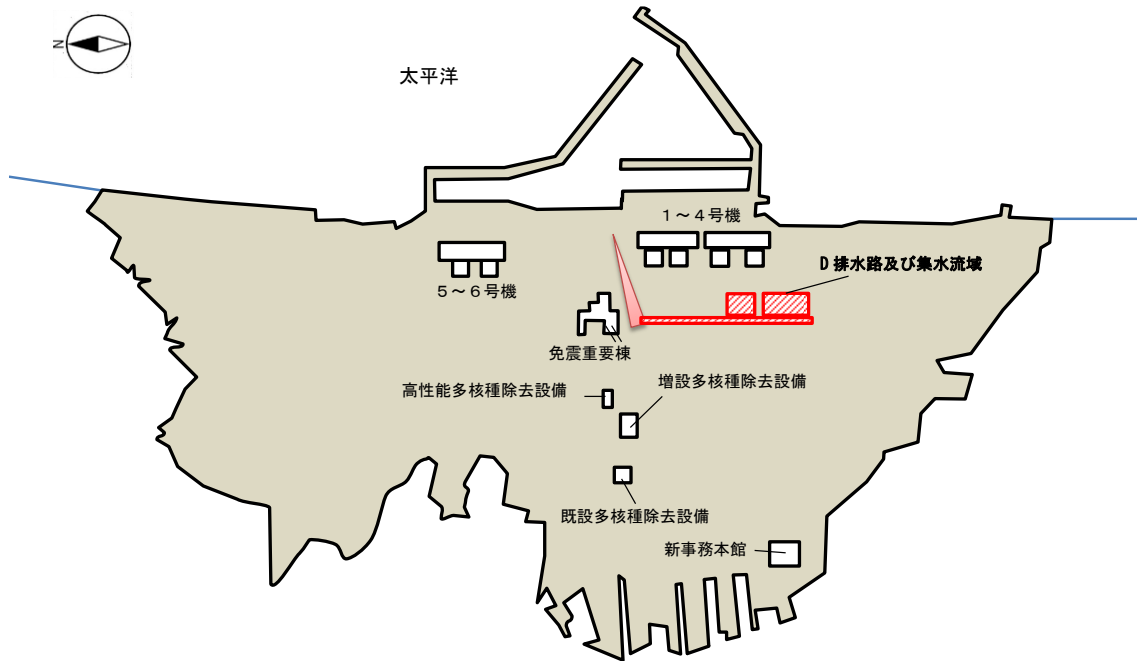 N
太平洋
1~4号機
D排水路及び集水流域
5~6号機
免震重要棟
高性能多核種除去設備
増設多核種除去設備
既設多核種除去設備
新事務本館